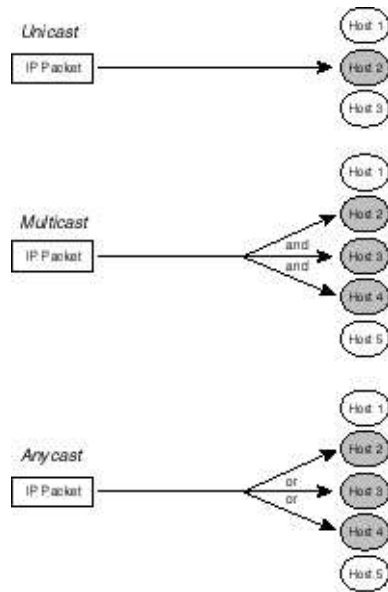 Unicast
IP Packet
Host 1
Host 2
Host 3
Multicast
IP Packet
and
and
Host 1
Host 2
Host 3
Host 4
Host 5
Anycast
IP Packet
or
or
Host 1
Host 2
Host 3
Host 4
Host 5